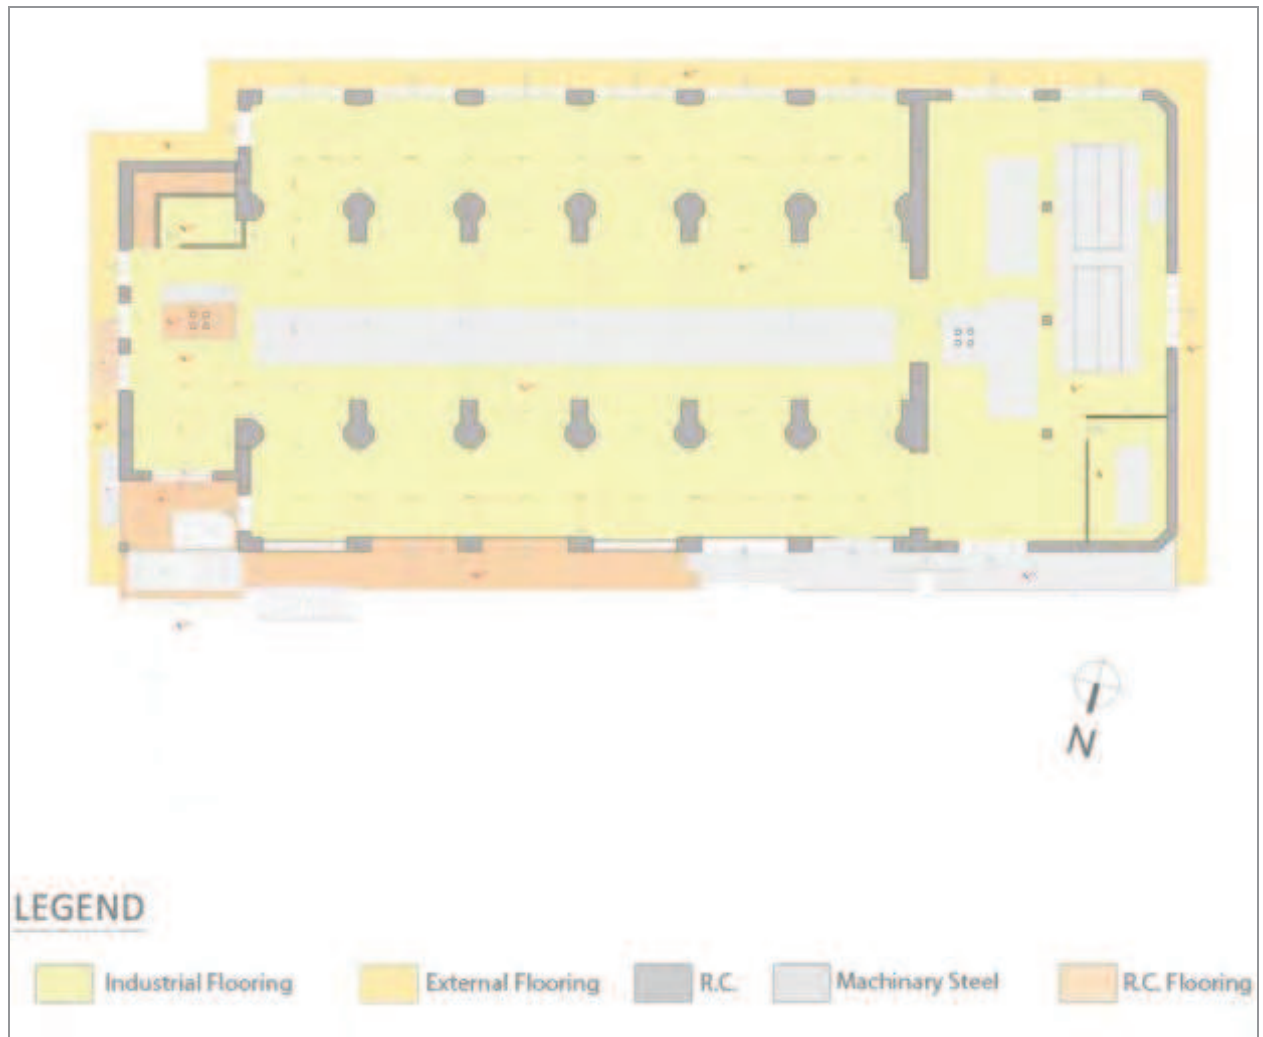 N
LEGEND
Industrial Flooring
External Flooring
R.C.
Machinary Steel
R.C. Flooring